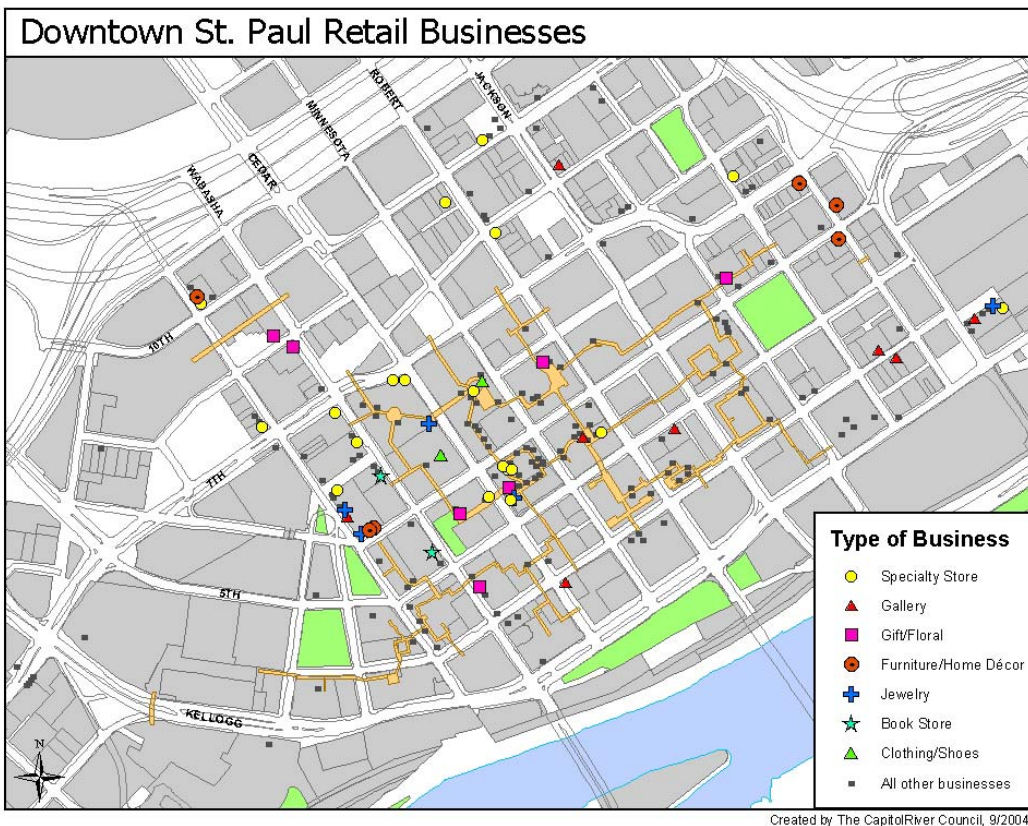 Downtown St. Paul Retail Businesses
JACKSON
ROBERT
MINNESOTA
CEDAR
WABASHA
10TH
7TH
5TH
KELLOGG
N
Type of Business
Specialty Store
Gallery
Gift/Floral
Furniture/Home Décor
Jewelry
Book Store
Clothing/Shoes
All other businesses
Created by The CapitolRiver Council, 9/2004